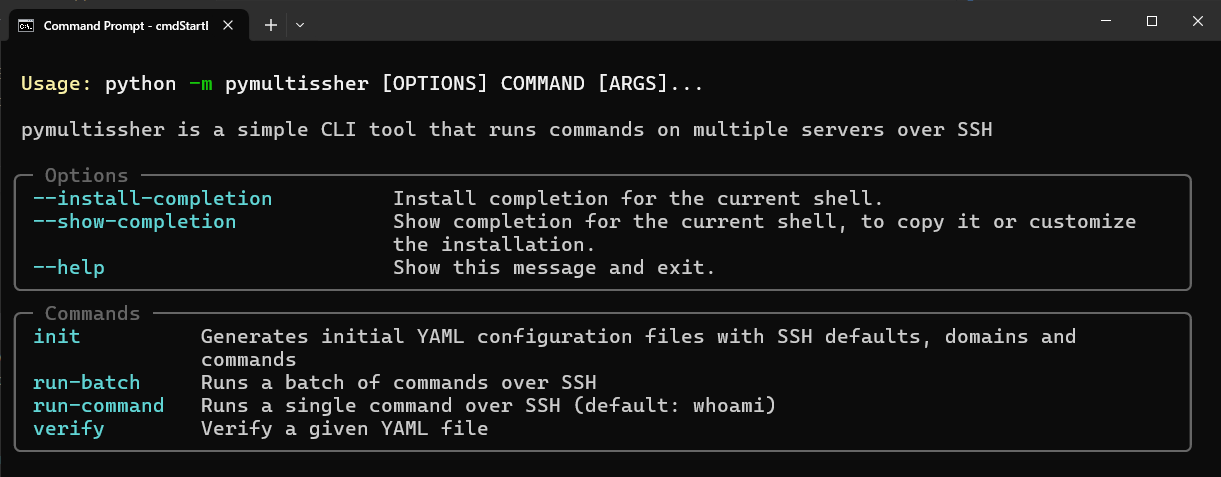 Command Prompt - cmdStartI
Usage: python -m pymultissher [OPTIONS] COMMAND [ARGS]...
pymultissher is a simple CLI tool that runs commands on multiple servers over SSH
Options
--install-completion Install completion for the current shell.
--show-completion Show completion for the current shell, to copy it or customize
the installation.
--help Show this message and exit.
Commands
init Generates initial YAML configuration files with SSH defaults, domains and
commands
run-batch Runs a batch of commands over SSH
run-command Runs a single command over SSH (default: whoami)
verify Verify a given YAML file